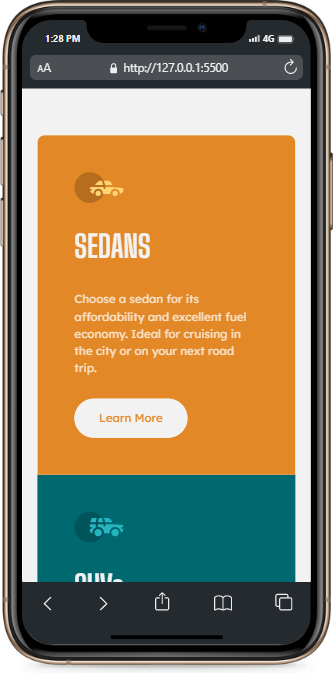 1:28 PM
4G
AA
http://127.0.0.1:5500
SEDANS
Choose a sedan for its
affordability and excellent fuel
economy. Ideal for cruising in
the city or on your next road
trip.
Learn More
SUVs